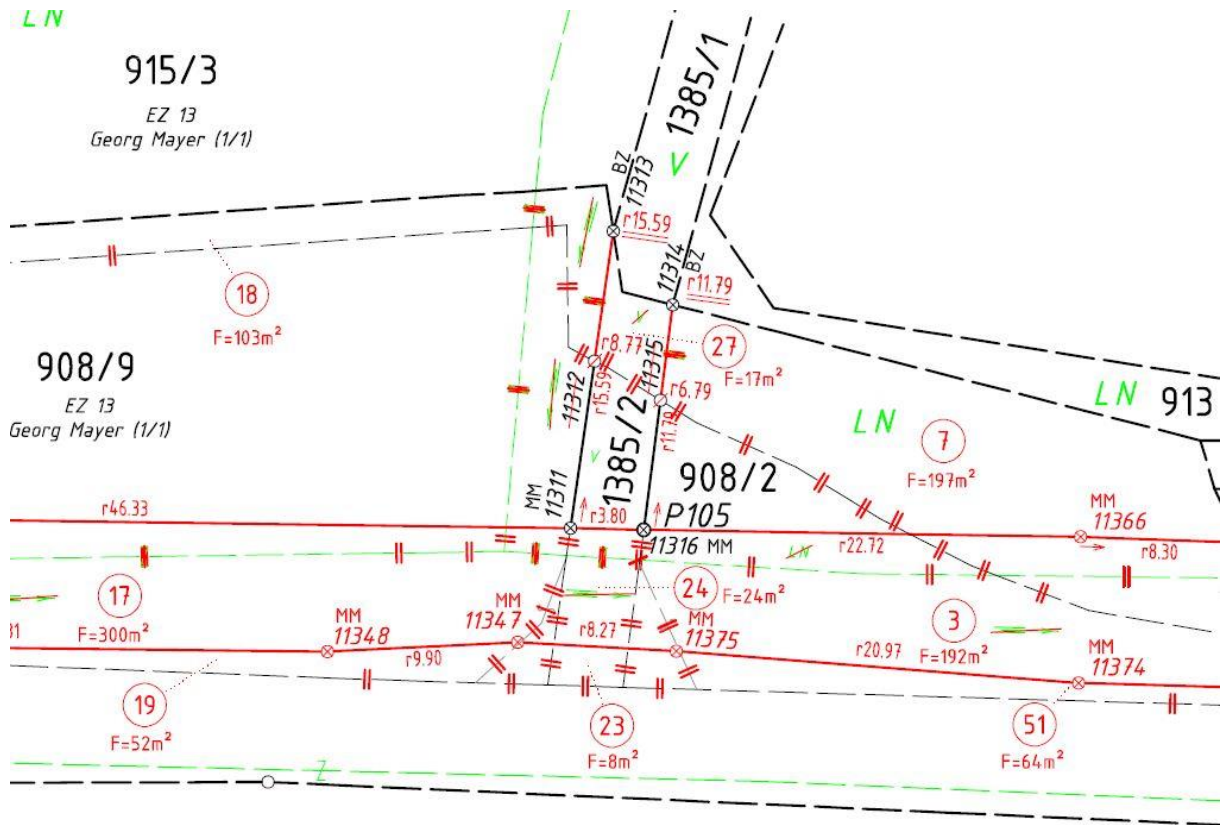 LN
915/3
EZ 13
Georg Mayer (1/1)
1385/1
V
BZ
11313
r15.59
11314
BZ
r11.79
18
F=103m²
V
27
F=17m²
r8.77
11315
r6.79
908/9
EZ 13
Georg Mayer (1/1)
11312
r15.59
r11.79
1385/2
V
LN
913
LN
7
F=197m²
908/2
MM
11311
r46.33
r3.80
P105
11316 MM
r22.72
MM
11366
r8.30
LN
17
F=300m²
24
F=24m²
3
F=192m²
31
MM
11348
MM
11347
r9.90
r8.27
MM
11375
r20.97
MM
11374
19
F=52m²
23
F=8m²
51
F=64m²
Z